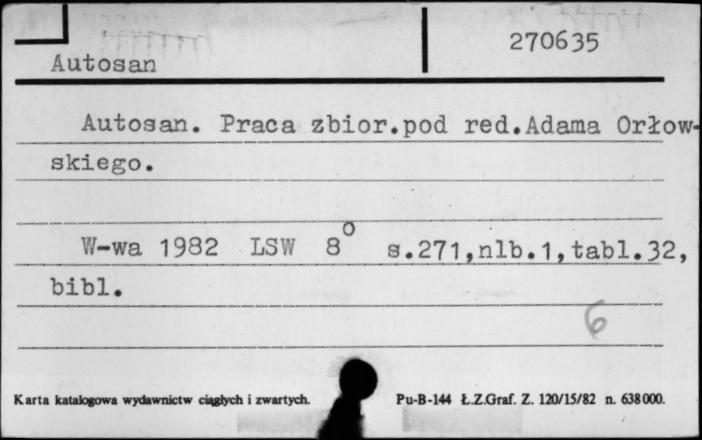 270635
Autosan
Autosan. Praca zbior.pod red.Adama Orłow-
skiego.
W-wa 1982 LSW 8° s.271,nlb.1,tabl.32,
bibl.
6
Karta katalogowa wydawnictw ciągłych i zwartych. Pu-B-144 Ł.Z.Graf. Z. 120/15/82 n. 638000.